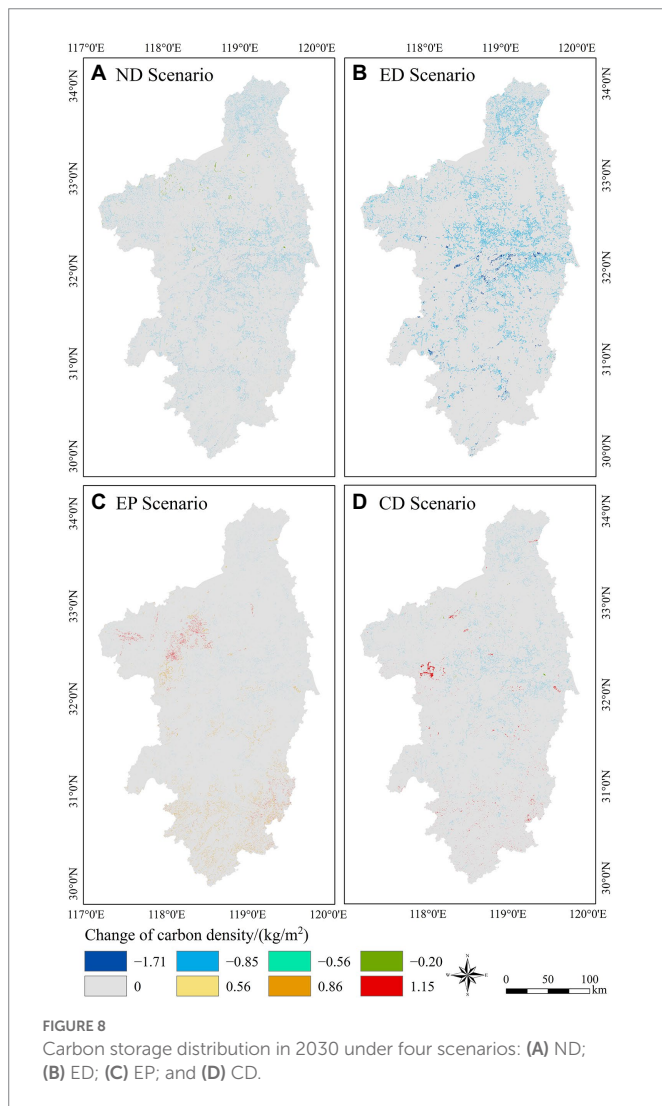 117°0′E 118°0′E 119°0′E 120°0′E
118°0′E 119°0′E 120°0′E
A ND Scenario
B ED Scenario
34°0′N
33°0′N
32°0′N
31°0′N
30°0′N
34°0′N
33°0′N
32°0′N
31°0′N
30°0′N
C EP Scenario
D CD Scenario
34°0′N
33°0′N
32°0′N
31°0′N
30°0′N
34°0′N
33°0′N
32°0′N
31°0′N
30°0′N
117°0′E 118°0′E 119°0′E 120°0′E
118°0′E 119°0′E 120°0′E
Change of carbon density/(kg/m²)
−1.71 −0.85 −0.56 −0.20
0 0.56 0.86 1.15
N
W E
S
0 50 100
km
FIGURE 8
Carbon storage distribution in 2030 under four scenarios: (A) ND;
(B) ED; (C) EP; and (D) CD.